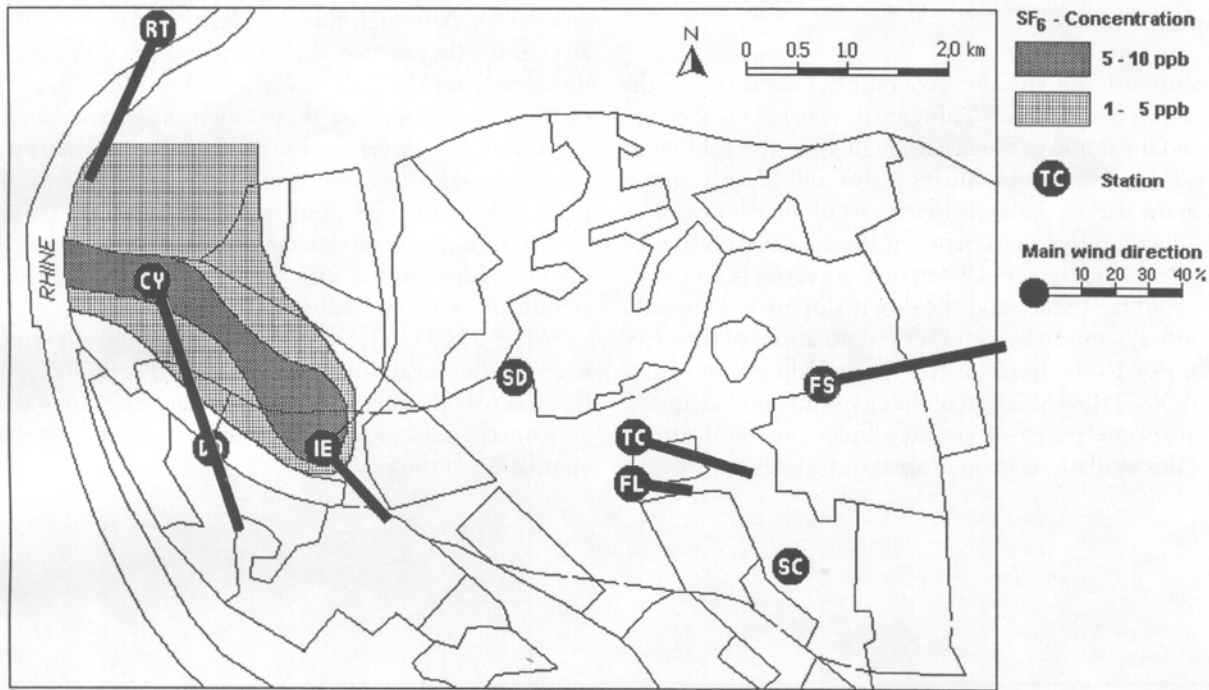 RT
N
0 0.5 1.0 2.0 km
SF6 - Concentration
5 - 10 ppb
1 - 5 ppb
TC Station
Main wind direction
10 20 30 40 %
RHINE
CY
SD
FS
IE
TC
FL
SC